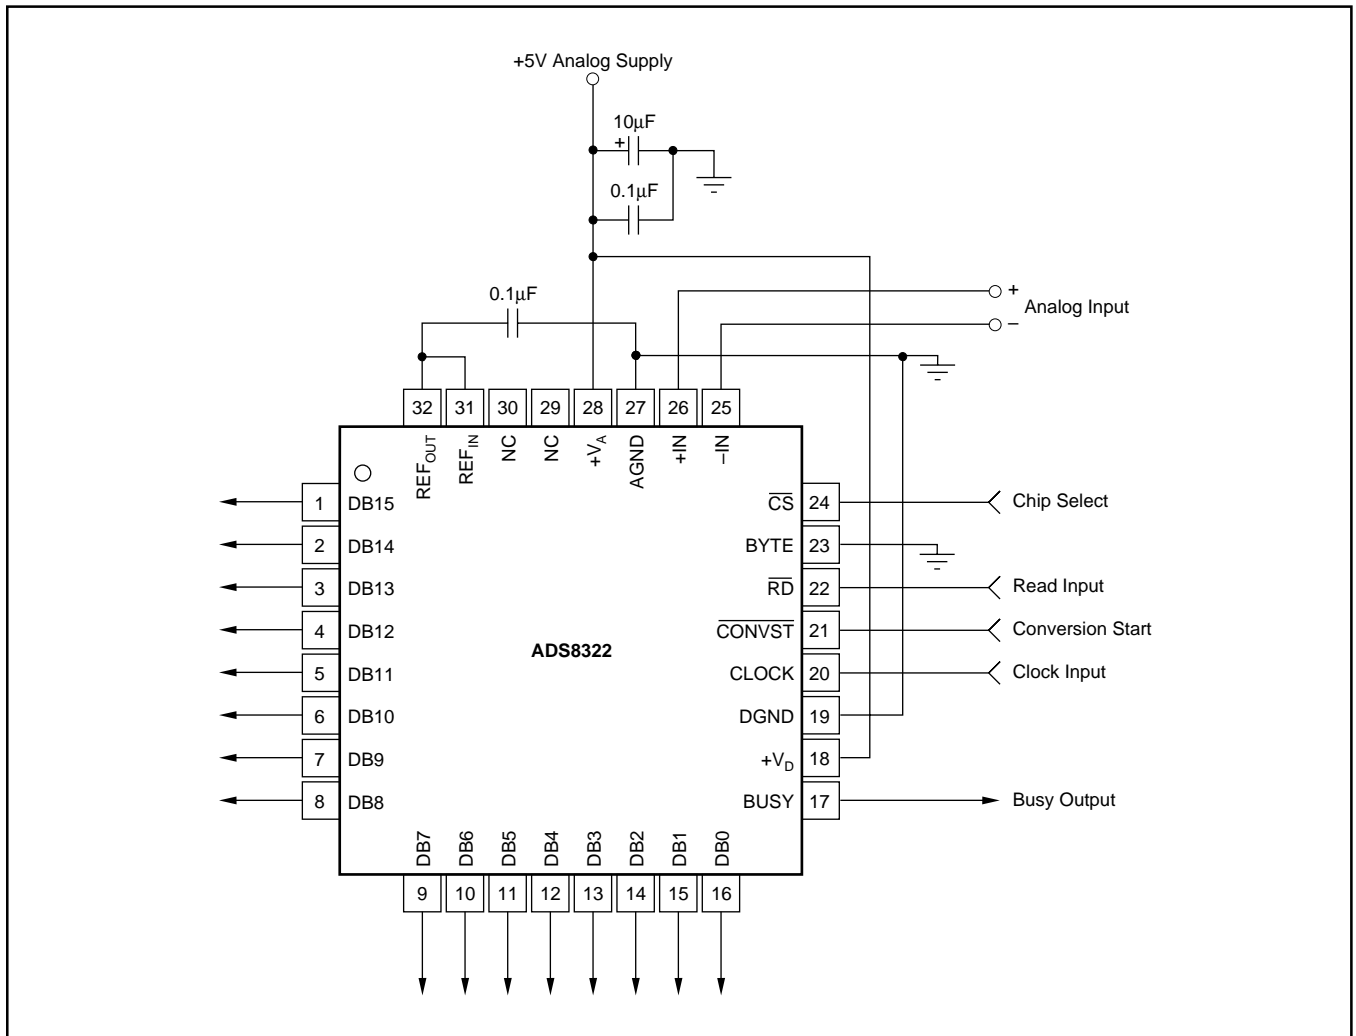 +5V Analog Supply
10µF
+
0.1µF
0.1µF
+
Analog Input
–
32 31 30 29 28 27 26 25
REFOUT REFIN NC NC +VA AGND +IN –IN
1 DB15
2 DB14
3 DB13
4 DB12
5 DB11
6 DB10
7 DB9
8 DB8
ADS8322
CS 24 Chip Select
BYTE 23
RD 22 Read Input
CONVST 21 Conversion Start
CLOCK 20 Clock Input
DGND 19
+VD 18
BUSY 17 Busy Output
DB7 DB6 DB5 DB4 DB3 DB2 DB1 DB0
9 10 11 12 13 14 15 16